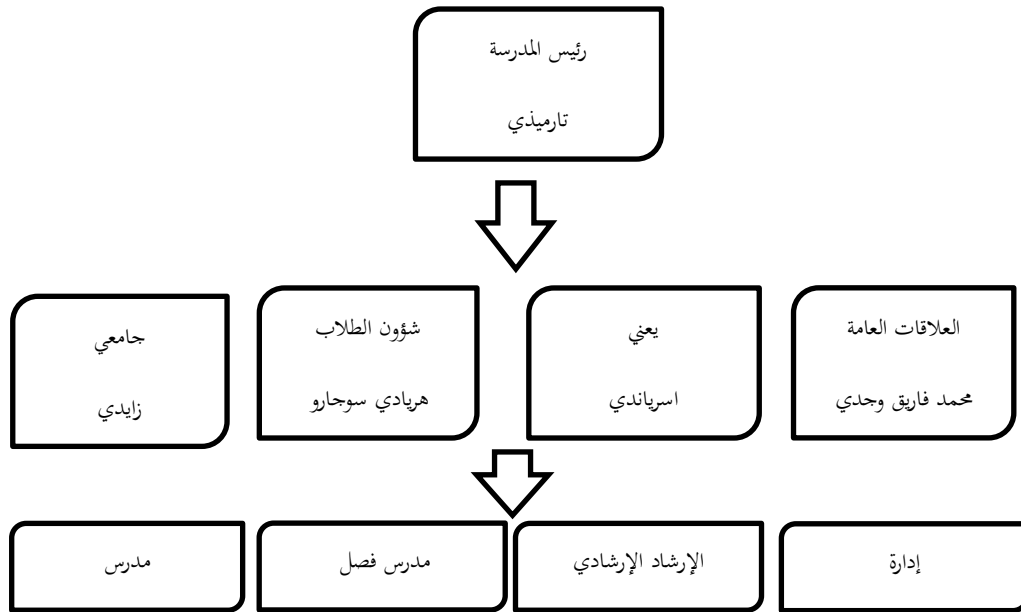 رئيس المدرسة
تارميذي
العلاقات العامة
محمد فاريق وجدي
يعني
اسرياندي
شؤون الطلاب
هريادي سوجارو
جامعي
زايدي
إدارة
الإرشاد الإرشادي
مدرس فصل
مدرس